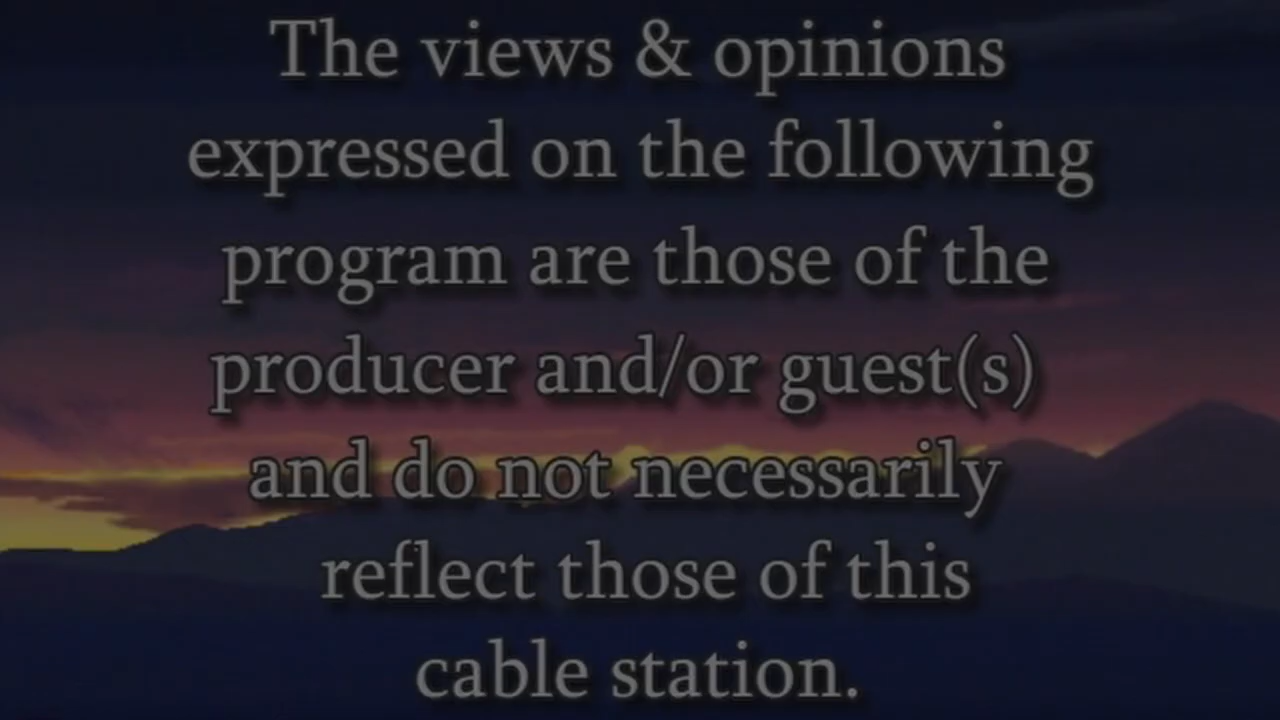 The views & opinions
expressed on the following
program are those of the
producer and/or guest(s)
and do not necessarily
reflect those of this
cable station.